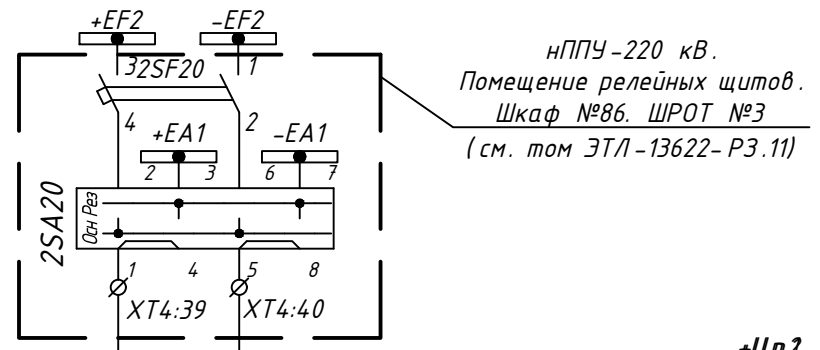 +EF2 -EF2
3 2SF20 1
4 2
+EA1 -EA1
2 3 6 7
2SA20
Осн Рез
1 4 5 8
XT4:39 XT4:40
нППУ-220 кВ.
Помещение релейных щитов.
Шкаф №86. ШРОТ №3
(см. том ЭТЛ-13622-РЗ.11)